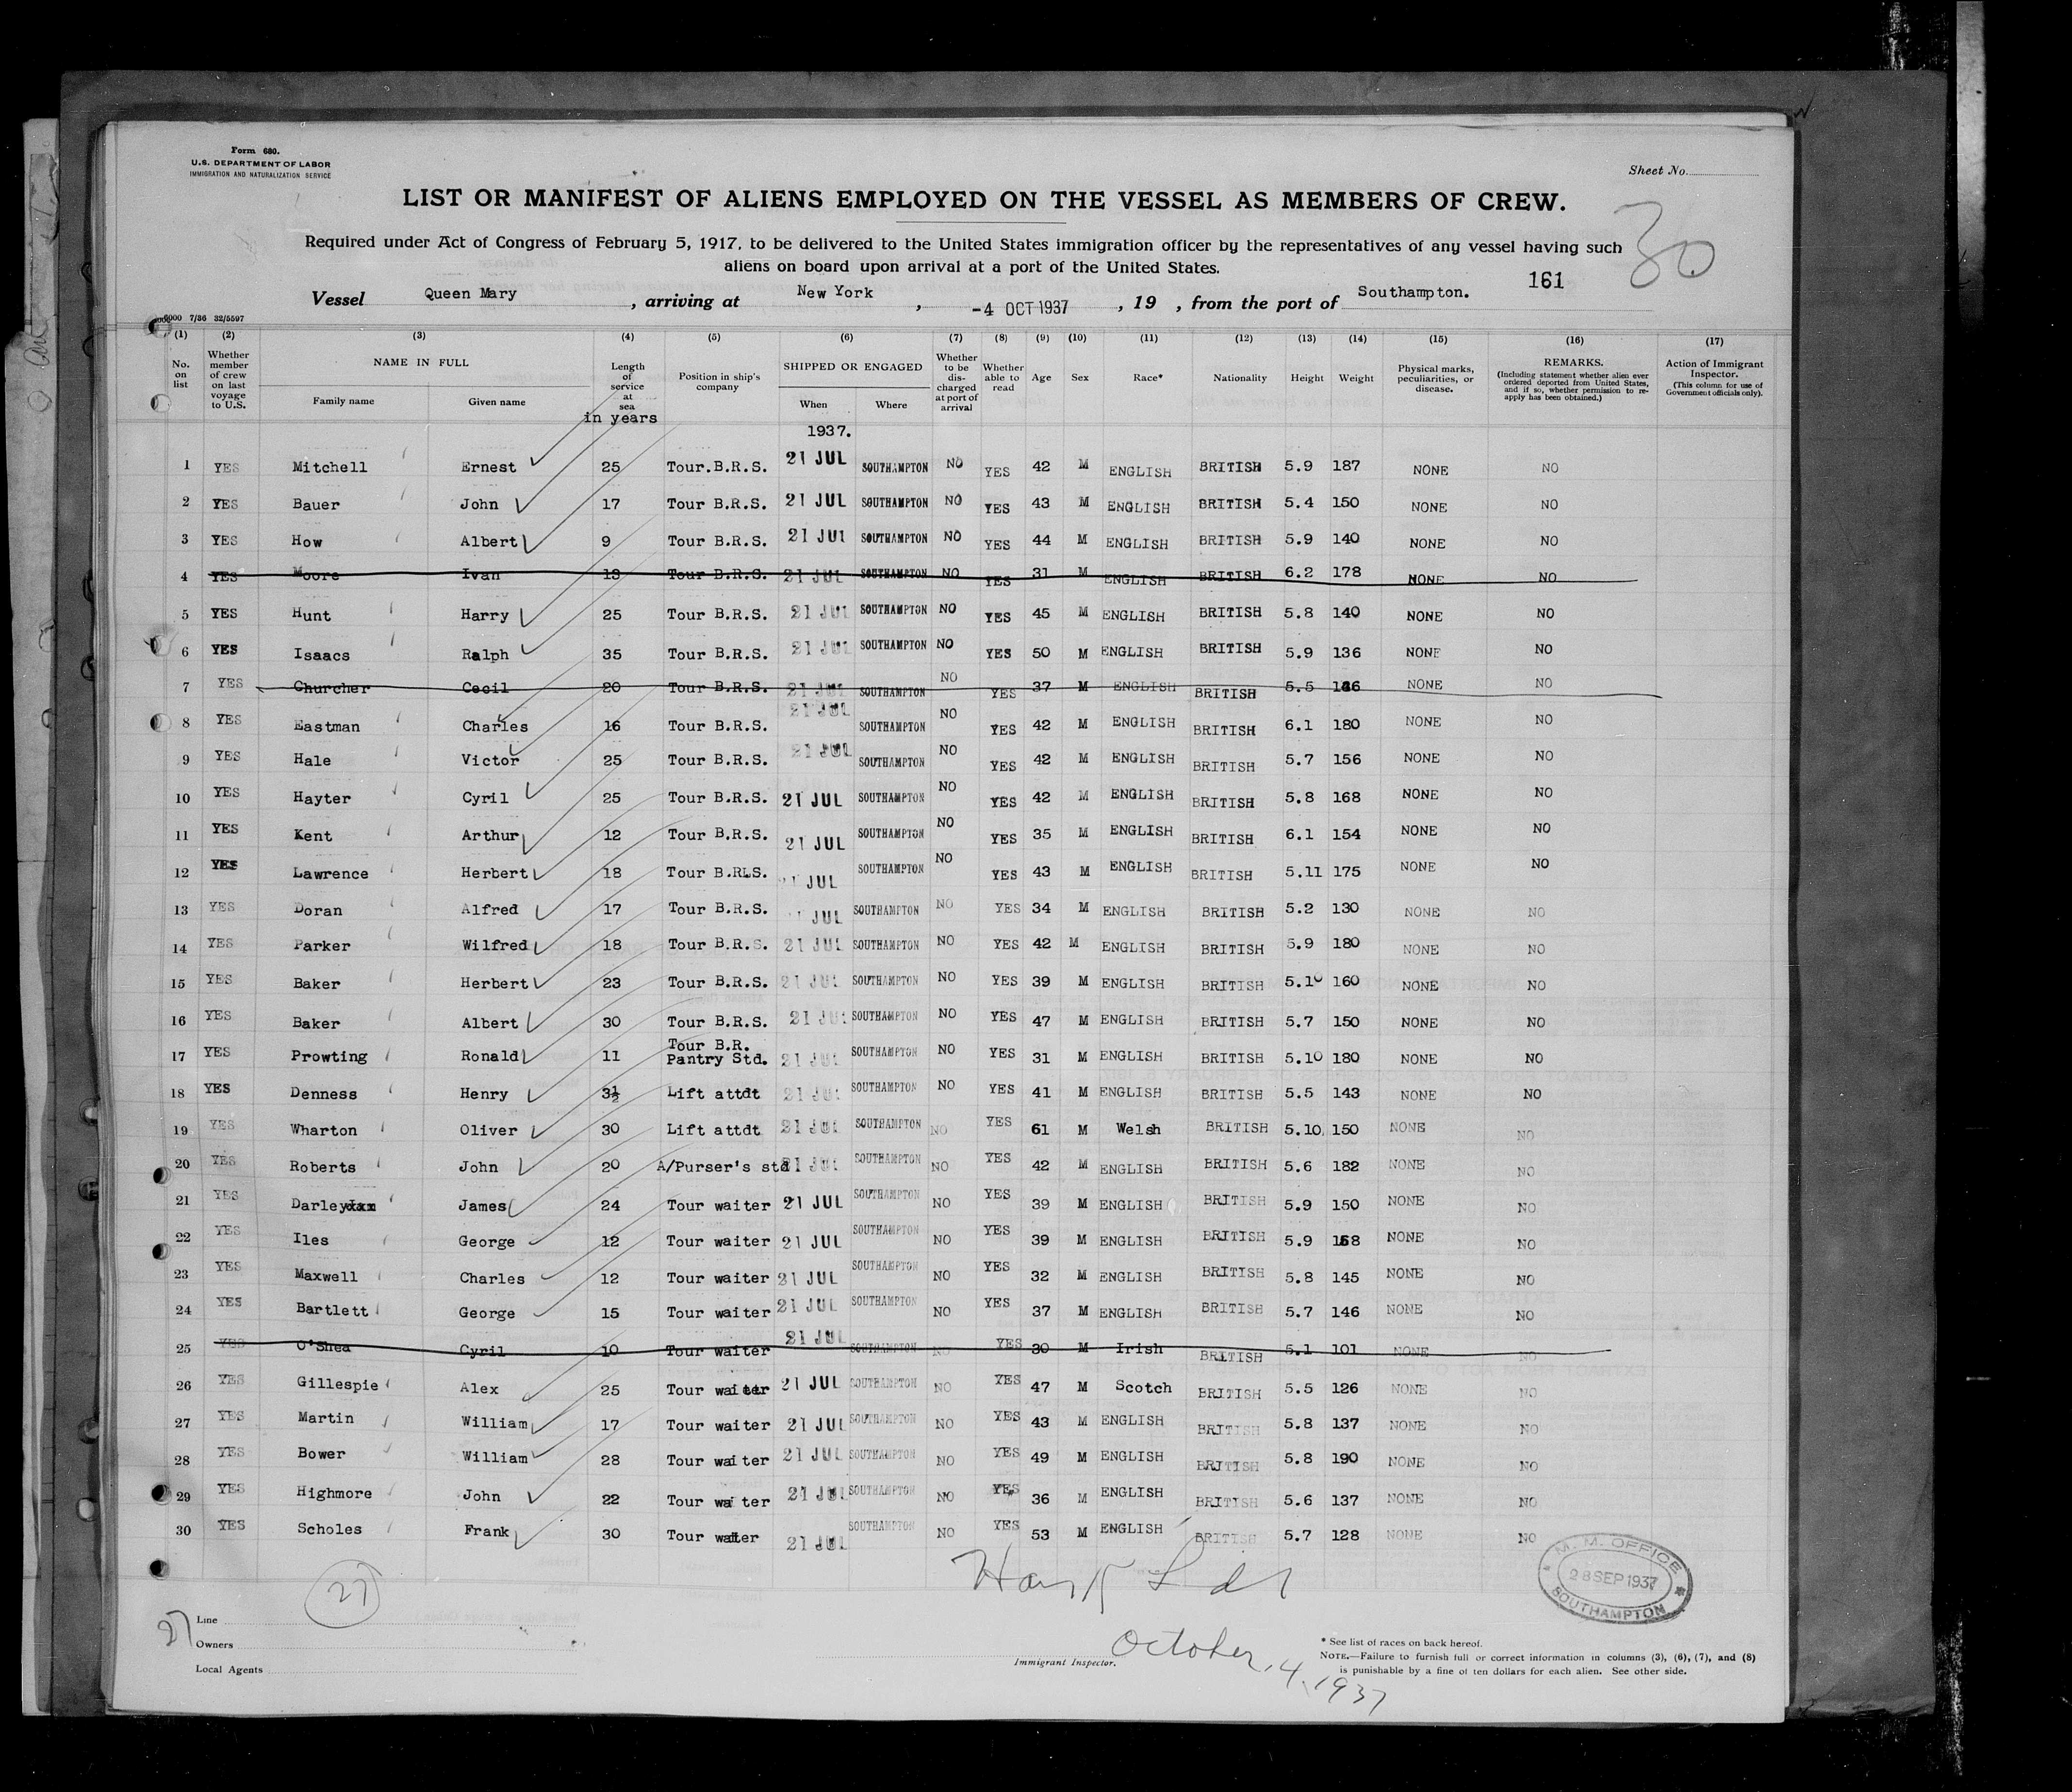 Form 680.
U.S. DEPARTMENT OF LABOR
IMMIGRATION AND NATURALIZATION SERVICE
Sheet No.
LIST OR MANIFEST OF ALIENS EMPLOYED ON THE VESSEL AS MEMBERS OF CREW.
30
Required under Act of Congress of February 5, 1917, to be delivered to the United States immigration officer by the representatives of any vessel having such
aliens on board upon arrival at a port of the United States.
161
Vessel Queen Mary, arriving at New York, -4 OCT 1937, 19 , from the port of Southampton.
7/36 32/5597
(1) (2) (3) (4) (5) (6) (7) (8) (9) (10) (11) (12) (13) (14) (15) (16) (17)
No. on list
Whether member of crew on last voyage to U.S.
NAME IN FULL
Family name
Given name
Length of service at sea
in years
Position in ship's company
SHIPPED OR ENGAGED
When
Where
Whether to be discharged at port of arrival
Whether able to read
Age
Sex
Race*
Nationality
Height
Weight
Physical marks, peculiarities, or disease.
REMARKS.
(Including statement whether alien ever ordered deported from United States, and if so, whether permission to reapply has been obtained.)
Action of Immigrant Inspector.
(This column for use of Government officials only).
1937.
1 YES Mitchell Ernest 25 Tour.B.R.S. 21 JUL SOUTHAMPTON NO YES 42 M ENGLISH BRITISH 5.9 187 NONE NO
2 YES Bauer John 17 Tour B.R.S. 21 JUL SOUTHAMPTON NO YES 43 M ENGLISH BRITISH 5.4 150 NONE NO
3 YES How Albert 9 Tour B.R.S. 21 JUL SOUTHAMPTON NO YES 44 M ENGLISH BRITISH 5.9 140 NONE NO
4 YES Moore Ivan 13 Tour B.R.S. 21 JUL SOUTHAMPTON NO YES 31 M ENGLISH BRITISH 6.2 178 NONE NO
5 YES Hunt Harry 25 Tour B.R.S. 21 JUL SOUTHAMPTON NO YES 45 M ENGLISH BRITISH 5.8 140 NONE NO
6 YES Isaacs Ralph 35 Tour B.R.S. 21 JUL SOUTHAMPTON NO YES 50 M ENGLISH BRITISH 5.9 136 NONE NO
7 YES Churcher Cecil 20 Tour B.R.S. 21 JUL SOUTHAMPTON NO YES 37 M ENGLISH BRITISH 5.5 NONE NO
8 YES Eastman Charles 16 Tour B.R.S. 21 JUL SOUTHAMPTON NO YES 42 M ENGLISH BRITISH 6.1 180 NONE NO
9 YES Hale Victor 25 Tour B.R.S. 21 JUL SOUTHAMPTON NO YES 42 M ENGLISH BRITISH 5.7 156 NONE NO
10 YES Hayter Cyril 25 Tour B.R.S. 21 JUL SOUTHAMPTON NO YES 42 M ENGLISH BRITISH 5.8 168 NONE NO
11 YES Kent Arthur 12 Tour B.R.S. 21 JUL SOUTHAMPTON NO YES 35 M ENGLISH BRITISH 6.1 154 NONE NO
12 YES Lawrence Herbert 18 Tour B.R.S. 21 JUL SOUTHAMPTON NO YES 43 M ENGLISH BRITISH 5.11 175 NONE NO
13 YES Doran Alfred 17 Tour B.R.S. JUL SOUTHAMPTON NO YES 34 M ENGLISH BRITISH 5.2 130 NONE NO
14 YES Parker Wilfred 18 Tour B.R.S. 21 JUL SOUTHAMPTON NO YES 42 M ENGLISH BRITISH 5.9 180 NONE NO
15 YES Baker Herbert 23 Tour B.R.S. 21 JUL SOUTHAMPTON NO YES 39 M ENGLISH BRITISH 5.10 160 NONE NO
16 YES Baker Albert 30 Tour B.R.S. 21 JUL SOUTHAMPTON NO YES 47 M ENGLISH BRITISH 5.7 150 NONE NO
17 YES Prowting Ronald 11 Tour B.R. Pantry Std. 21 JUL SOUTHAMPTON NO YES 31 M ENGLISH BRITISH 5.10 180 NONE NO
18 YES Denness Henry 3½ Lift attdt 21 JUL SOUTHAMPTON NO YES 41 M ENGLISH BRITISH 5.5 143 NONE NO
19 YES Wharton Oliver 30 Lift attdt 21 JUL SOUTHAMPTON NO YES 61 M Welsh BRITISH 5.10 150 NONE NO
20 YES Roberts John 20 A/Purser's std 21 JUL SOUTHAMPTON NO YES 42 M ENGLISH BRITISH 5.6 182 NONE NO
21 YES Darley James 24 Tour waiter 21 JUL SOUTHAMPTON NO YES 39 M ENGLISH BRITISH 5.9 150 NONE NO
22 YES Iles George 12 Tour waiter 21 JUL SOUTHAMPTON NO YES 39 M ENGLISH BRITISH 5.9 NONE NO
23 YES Maxwell Charles 12 Tour waiter 21 JUL SOUTHAMPTON NO YES 32 M ENGLISH BRITISH 5.8 145 NONE NO
24 YES Bartlett George 15 Tour waiter 21 JUL SOUTHAMPTON NO YES 37 M ENGLISH BRITISH 5.7 146 NONE NO
25 YES O'Shea Cyril 10 Tour waiter 21 JUL SOUTHAMPTON NO YES 30 M Irish BRITISH 5.1 101 NONE NO
26 YES Gillespie Alex 25 Tour waiter 21 JUL SOUTHAMPTON NO YES 47 M Scotch BRITISH 5.5 126 NONE NO
27 YES Martin William 17 Tour waiter 21 JUL SOUTHAMPTON NO YES 43 M ENGLISH BRITISH 5.8 137 NONE NO
28 YES Bower William 28 Tour waiter 21 JUL SOUTHAMPTON NO YES 49 M ENGLISH BRITISH 5.8 190 NONE NO
29 YES Highmore John 22 Tour waiter 21 JUL SOUTHAMPTON NO YES 36 M ENGLISH BRITISH 5.6 137 NONE NO
30 YES Scholes Frank 30 Tour waiter 21 JUL SOUTHAMPTON NO YES 53 M ENGLISH BRITISH 5.7 128 NONE NO
27
M. M. OFFICE
28 SEP 1937
SOUTHAMPTON
27
Line
Owners
Local Agents
Immigrant Inspector.
October, 4, 1937
* See list of races on back hereof.
NOTE.—Failure to furnish full or correct information in columns (3), (6), (7), and (8)
is punishable by a fine of ten dollars for each alien. See other side.